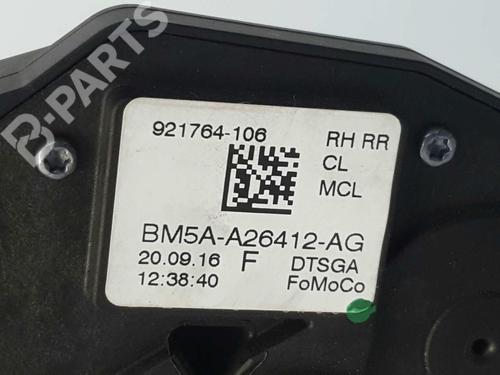 B-PARTS
921764-106 RH RR
CL
MCL
BM5A-A26412-AG
20.09.16 F DTSGA
12:38:40 FoMoCo